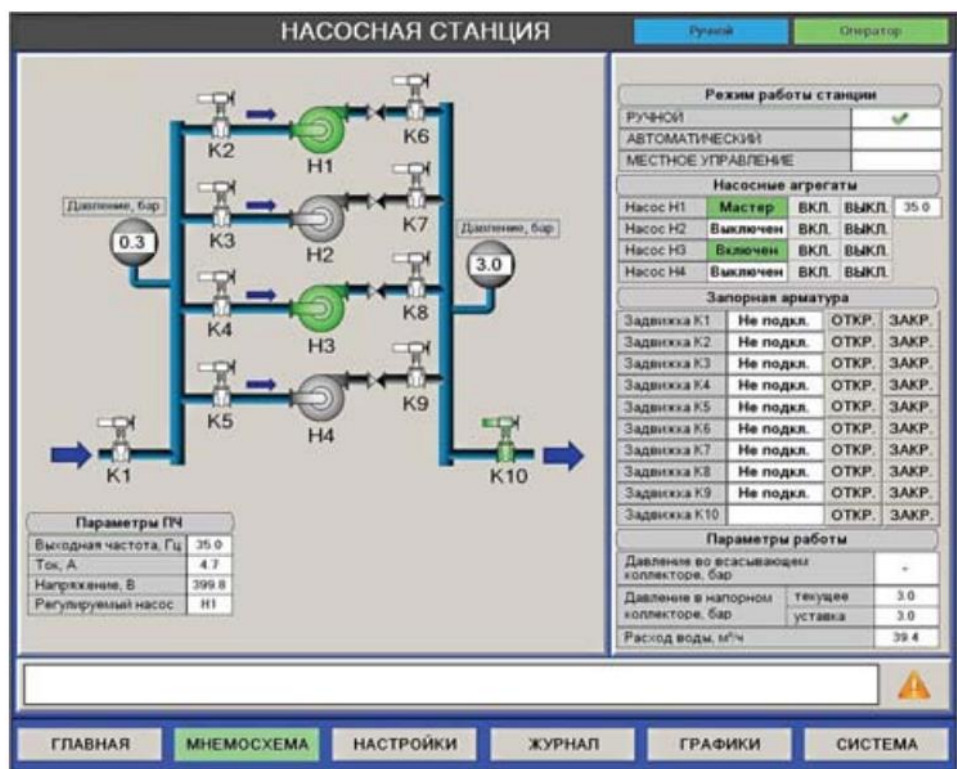 НАСОСНАЯ СТАНЦИЯ
Ручной
Оператор
K2
H1
K6
Давление, бар
0.3
K3
H2
K7
Давление, бар
3.0
K4
H3
K8
K5
H4
K9
K1
K10
Параметры ПЧ
Выходная частота, Гц 35.0
Ток, А 4.7
Напряжение, В 399.8
Регулируемый насос H1
Режим работы станции
РУЧНОЙ
АВТОМАТИЧЕСКИЙ
МЕСТНОЕ УПРАВЛЕНИЕ
Насосные агрегаты
Насос H1 Мастер ВКЛ. ВЫКЛ. 35.0
Насос H2 Выключен ВКЛ. ВЫКЛ.
Насос H3 Включен ВКЛ. ВЫКЛ.
Насос H4 Выключен ВКЛ. ВЫКЛ.
Запорная арматура
Задвижка K1 Не подкл. ОТКР. ЗАКР.
Задвижка K2 Не подкл. ОТКР. ЗАКР.
Задвижка K3 Не подкл. ОТКР. ЗАКР.
Задвижка K4 Не подкл. ОТКР. ЗАКР.
Задвижка K5 Не подкл. ОТКР. ЗАКР.
Задвижка K6 Не подкл. ОТКР. ЗАКР.
Задвижка K7 Не подкл. ОТКР. ЗАКР.
Задвижка K8 Не подкл. ОТКР. ЗАКР.
Задвижка K9 Не подкл. ОТКР. ЗАКР.
Задвижка K10 ОТКР. ЗАКР.
Параметры работы
Давление во всасывающем
коллекторе, бар -
Давление в напорном
коллекторе, бар
текущее 3.0
уставка 3.0
Расход воды, м³/ч 39.4
ГЛАВНАЯ
МНЕМОСХЕМА
НАСТРОЙКИ
ЖУРНАЛ
ГРАФИКИ
СИСТЕМА